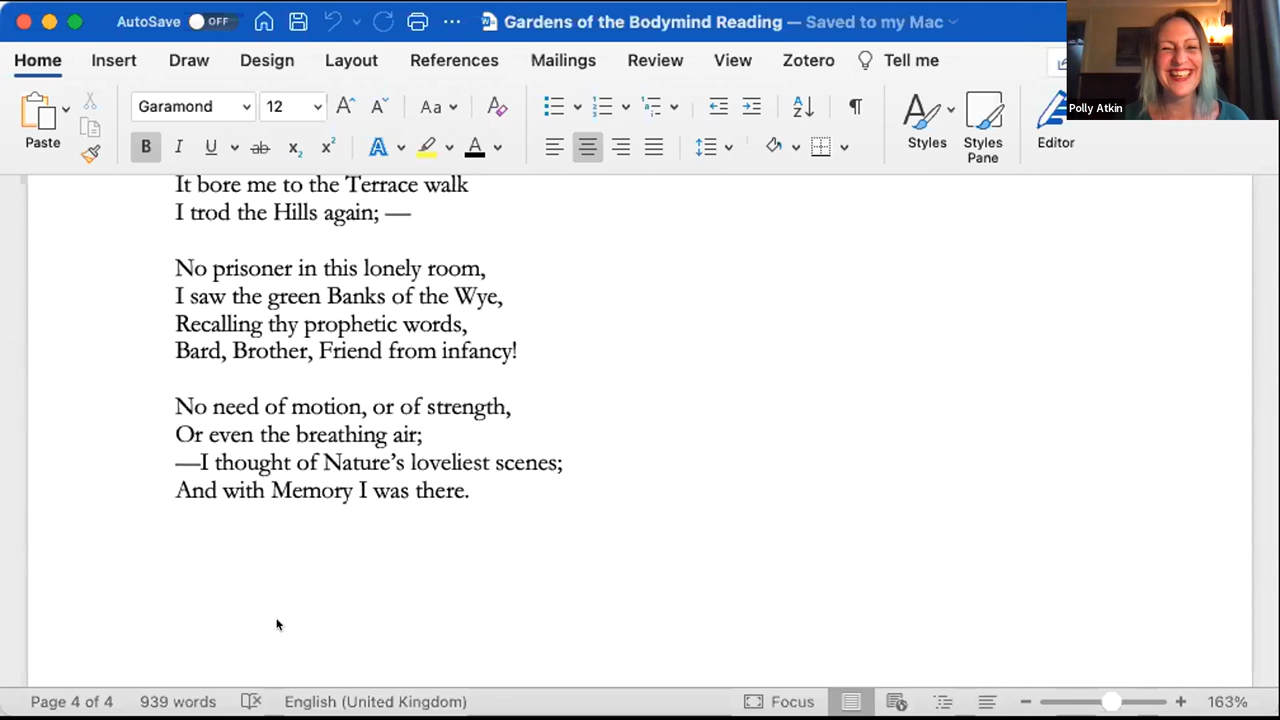 AutoSave OFF
Gardens of the Bodymind Reading — Saved to my Mac
Home Insert Draw Design Layout References Mailings Review View Zotero Tell me
Paste
Garamond
12
Aa
Styles
Styles Pane
Editor
Polly Atkin
It bore me to the Terrace walk
I trod the Hills again; —
No prisoner in this lonely room,
I saw the green Banks of the Wye,
Recalling thy prophetic words,
Bard, Brother, Friend from infancy!
No need of motion, or of strength,
Or even the breathing air;
—I thought of Nature’s loveliest scenes;
And with Memory I was there.
Page 4 of 4 939 words English (United Kingdom) Focus 163%